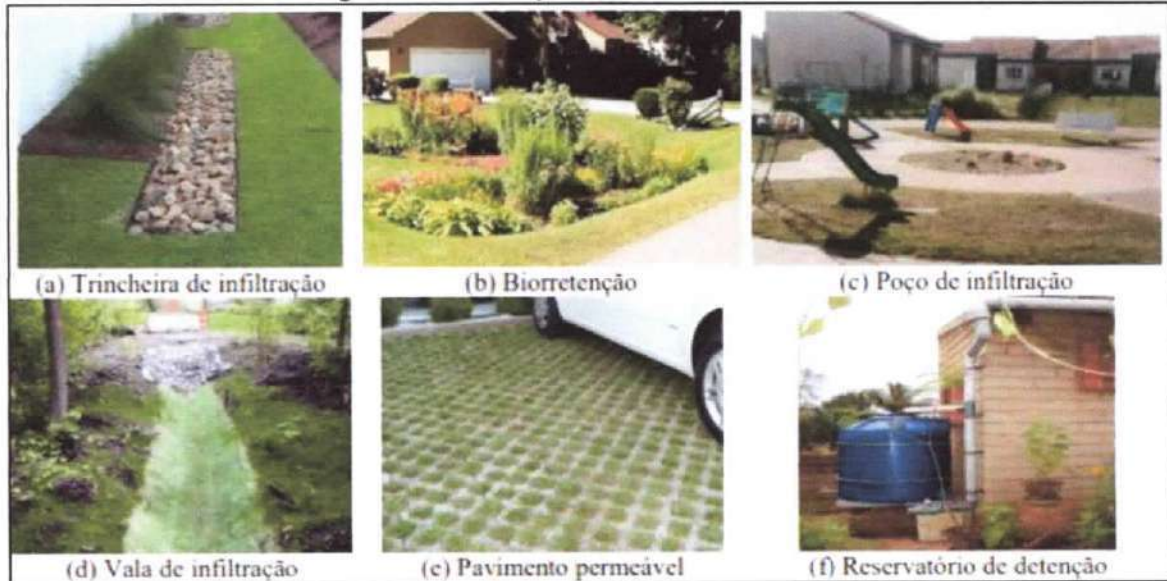 (a) Trincheira de infiltração
(b) Biorretenção
(c) Poço de infiltração
(d) Vala de infiltração
(e) Pavimento permeável
(f) Reservatório de detenção